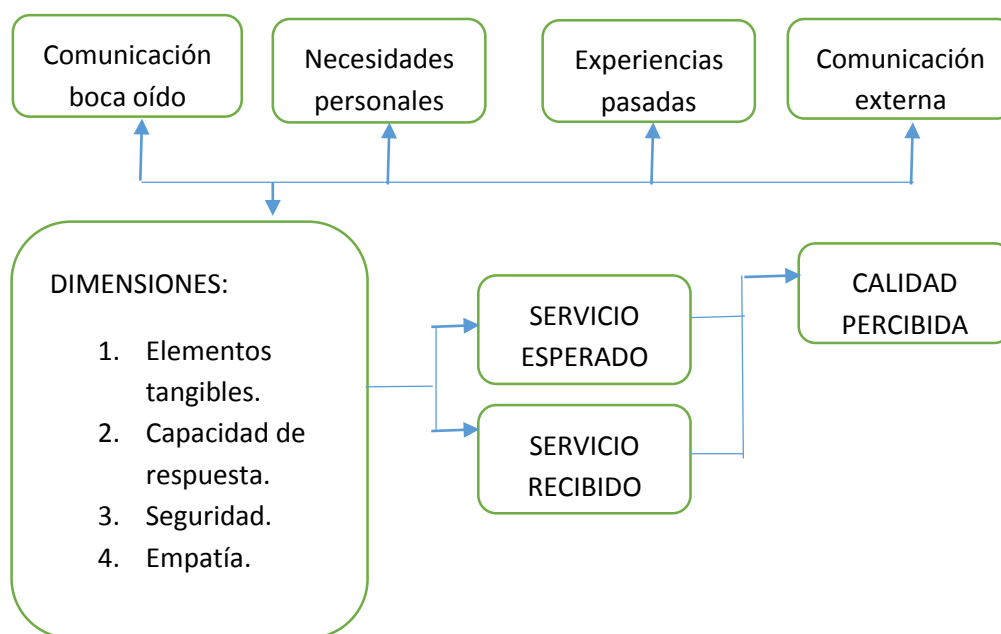 Comunicación
boca oído
Necesidades
personales
Experiencias
pasadas
Comunicación
externa
DIMENSIONES:
1. Elementos
tangibles.
2. Capacidad de
respuesta.
3. Seguridad.
4. Empatía.
SERVICIO
ESPERADO
SERVICIO
RECIBIDO
CALIDAD
PERCIBIDA